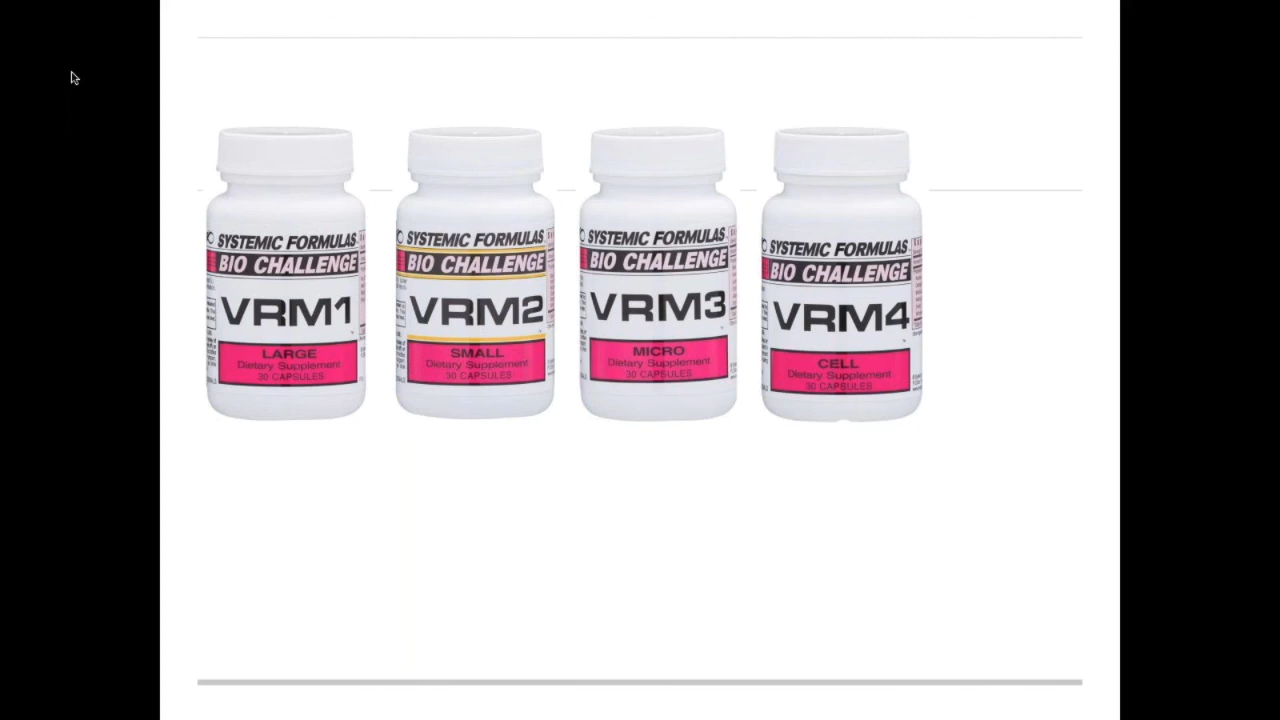 SYSTEMIC FORMULAS
BIO CHALLENGE
VRM1
LARGE
Dietary Supplement
30 CAPSULES
SYSTEMIC FORMULAS
BIO CHALLENGE
VRM2
SMALL
Dietary Supplement
30 CAPSULES
SYSTEMIC FORMULAS
BIO CHALLENGE
VRM3
MICRO
Dietary Supplement
30 CAPSULES
SYSTEMIC FORMULAS
BIO CHALLENGE
VRM4
CELL
Dietary Supplement
30 CAPSULES